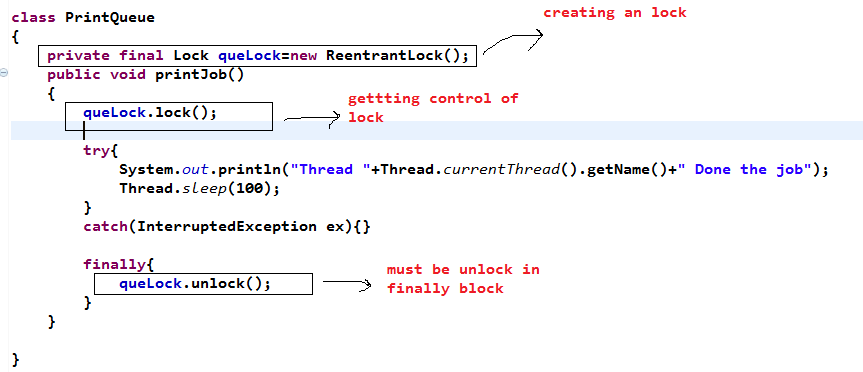 class PrintQueue
creating an lock
{
private final Lock queLock=new ReentrantLock();
public void printJob()
{
queLock.lock();
gettting control of
lock
try{
System.out.println("Thread "+Thread.currentThread().getName()+" Done the job");
Thread.sleep(100);
}
catch(InterruptedException ex){}
finally{
queLock.unlock();
must be unlock in
finally block
}
}
}